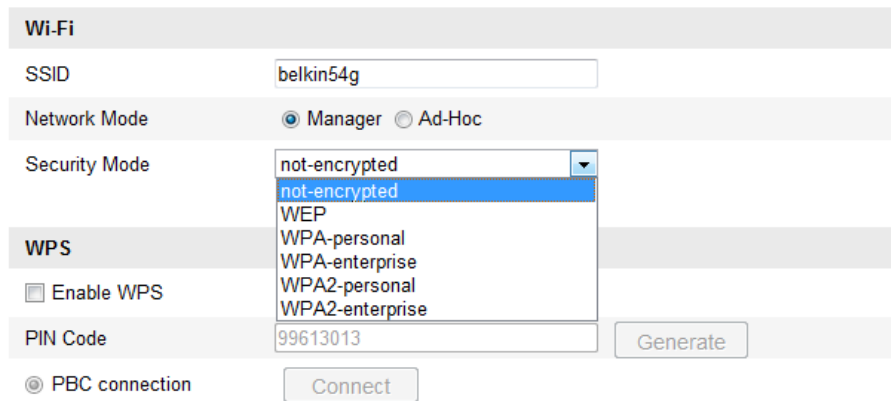 Wi-Fi
SSID belkin54g
Network Mode Manager Ad-Hoc
Security Mode not-encrypted
not-encrypted
WEP
WPA-personal
WPA-enterprise
WPA2-personal
WPA2-enterprise
WPS
Enable WPS
PIN Code 99613013 Generate
PBC connection Connect